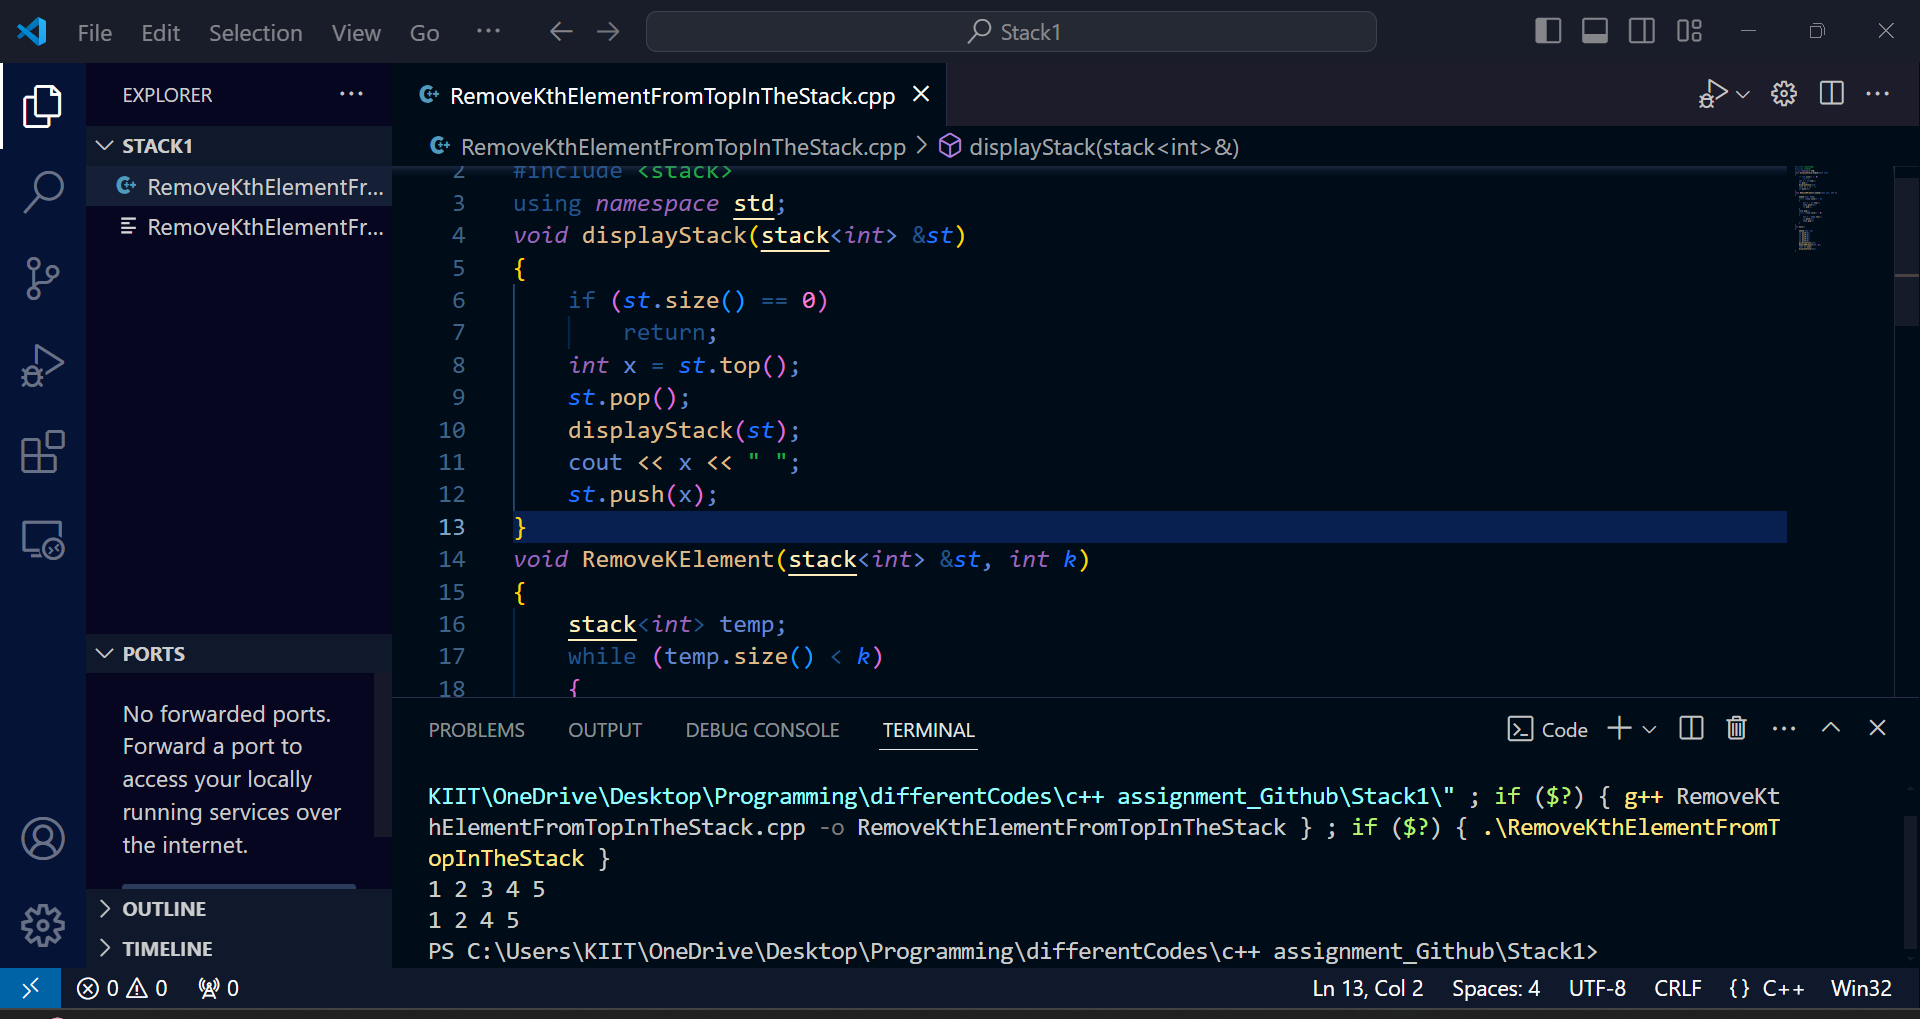 File Edit Selection View Go ··· Stack1
EXPLORER ···
STACK1
RemoveKthElementFr...
RemoveKthElementFr...
PORTS
No forwarded ports.
Forward a port to
access your locally
running services over
the internet.
OUTLINE
TIMELINE
RemoveKthElementFromTopInTheStack.cpp
RemoveKthElementFromTopInTheStack.cpp > displayStack(stack<int>&)
2 #include <stack>
3 using namespace std;
4 void displayStack(stack<int> &st)
5 {
6 if (st.size() == 0)
7 return;
8 int x = st.top();
9 st.pop();
10 displayStack(st);
11 cout << x << " ";
12 st.push(x);
13 }
14 void RemoveKElement(stack<int> &st, int k)
15 {
16 stack<int> temp;
17 while (temp.size() < k)
18 {
PROBLEMS OUTPUT DEBUG CONSOLE TERMINAL Code
KIIT\OneDrive\Desktop\Programming\differentCodes\c++ assignment_Github\Stack1\" ; if ($?) { g++ RemoveKt
hElementFromTopInTheStack.cpp -o RemoveKthElementFromTopInTheStack } ; if ($?) { .\RemoveKthElementFromT
opInTheStack }
1 2 3 4 5
1 2 4 5
PS C:\Users\KIIT\OneDrive\Desktop\Programming\differentCodes\c++ assignment_Github\Stack1>
0 0 0 Ln 13, Col 2 Spaces: 4 UTF-8 CRLF {} C++ Win32